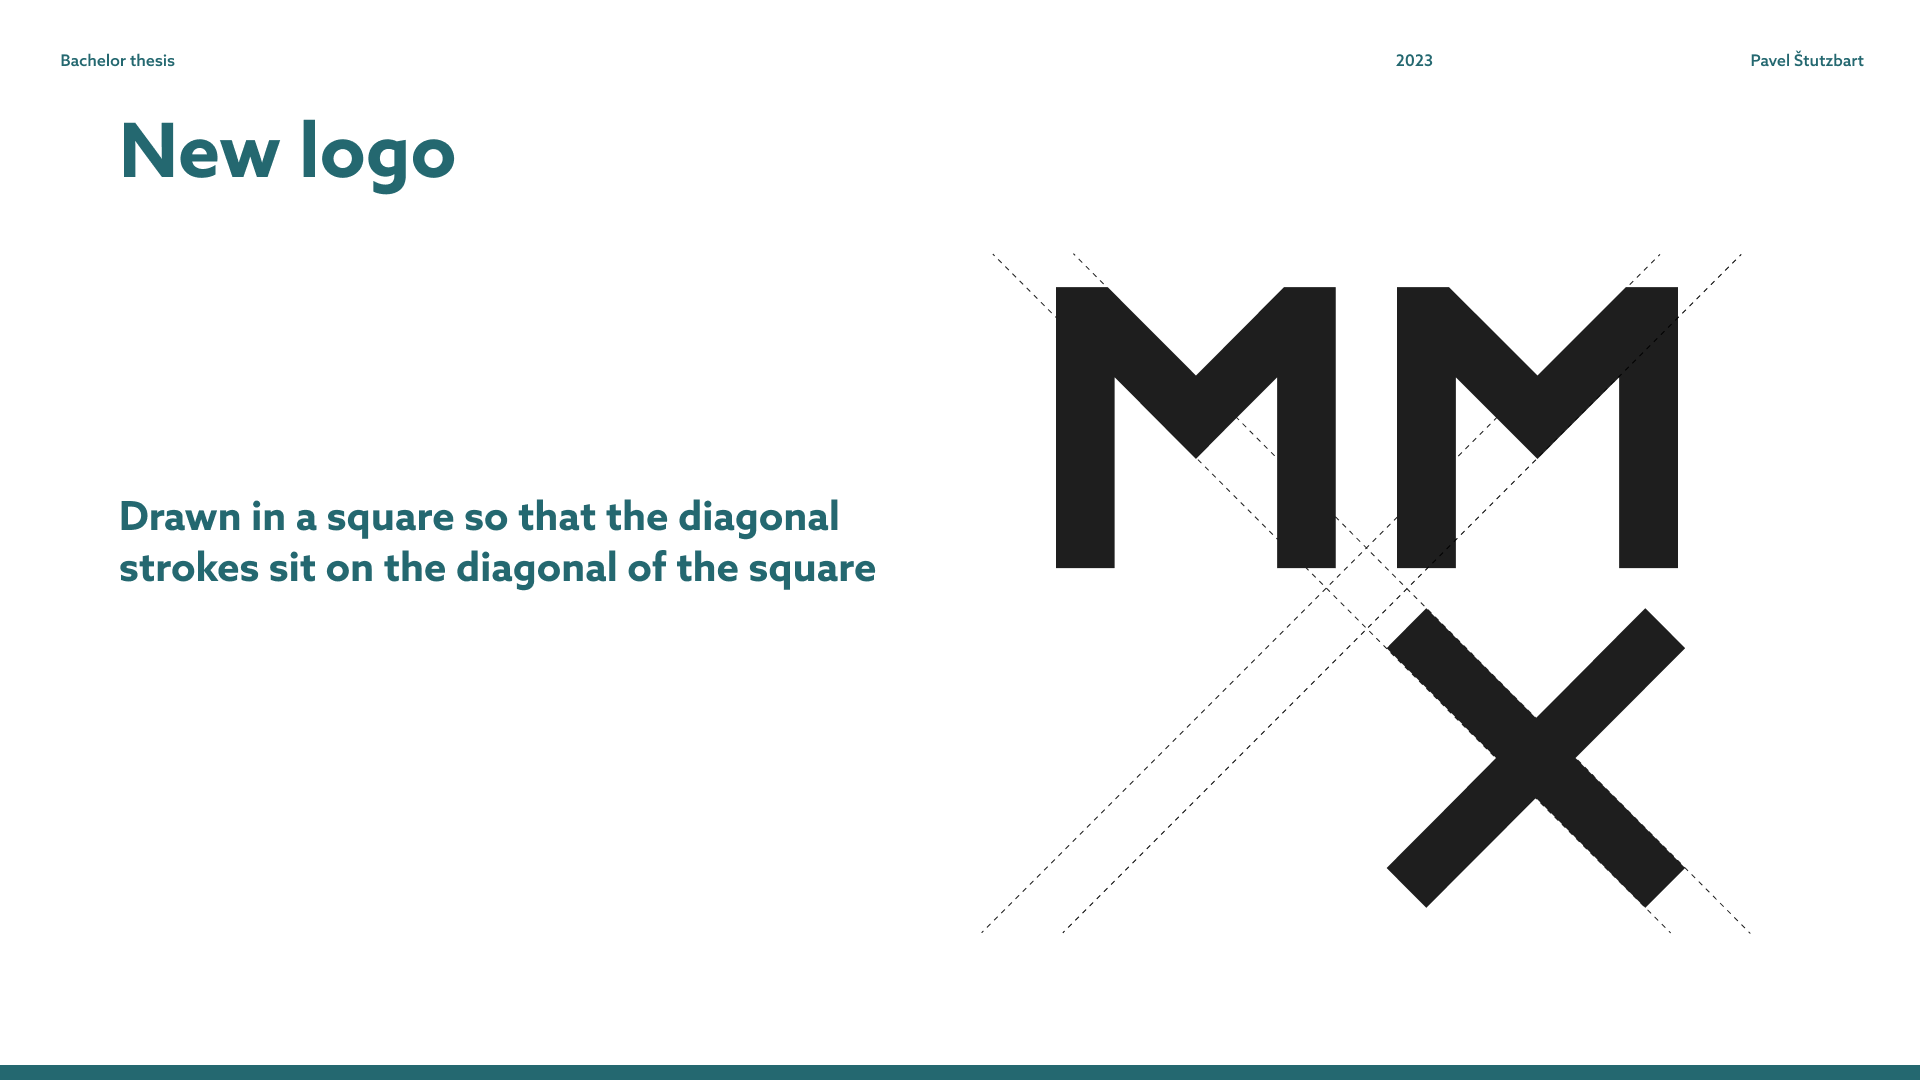 Bachelor thesis
2023
Pavel Štutzbart
New logo
Drawn in a square so that the diagonal
strokes sit on the diagonal of the square
MM
X